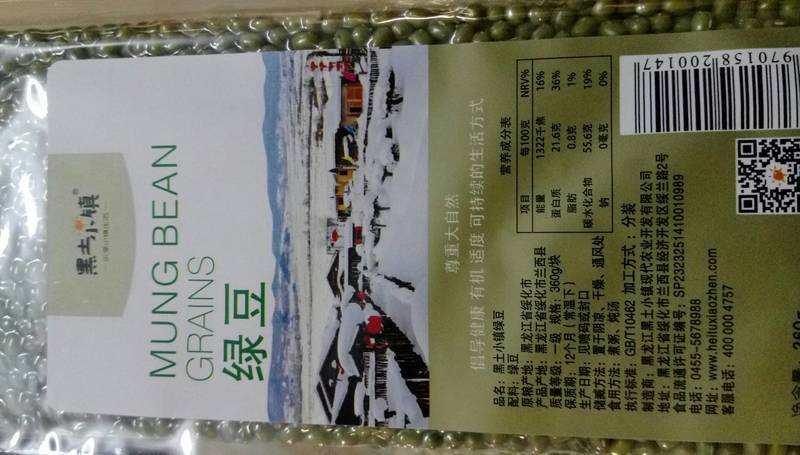 黑土小镇
MUNG BEAN
GRAINS
绿豆
尊重大自然
倡导健康 有机 适度 可持续的生活方式
营养成分表
项目 每100克 NRV%
能量 1322千焦 16%
蛋白质 21.6克 36%
脂肪 0.8克 1%
碳水化合物 55.6克 19%
钠 0毫克 0%
品名: 黑土小镇绿豆
配料: 绿豆
原粮产地: 黑龙江省绥化市
产品产地: 黑龙江省绥化市兰西县
质量等级: 一级 规格: 360g/块
保质期: 12个月 (常温下)
生产日期: 见喷码或封口
储藏方法: 置于阴凉、干燥、通风处
食用方法: 煮粥、炖汤
执行标准: GB/T10462 加工方式: 分装
制造商: 黑龙江黑土小镇现代农业开发有限公司
地址: 黑龙江省绥化市兰西县经济开发区绥兰路2号
食品流通许可证编号: SP2323251410010989
电话: 0455-5678988
网址: www.heiluxiaozhen.com
客服电话: 400 000 4757
970158 200147